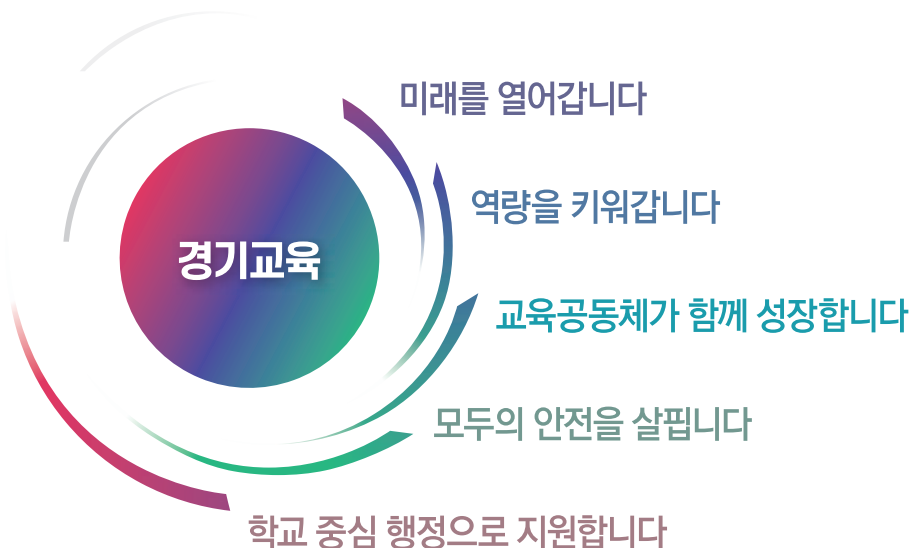 미래를 열어갑니다
역량을 키워갑니다
경기교육
교육공동체가 함께 성장합니다
모두의 안전을 살핍니다
학교 중심 행정으로 지원합니다